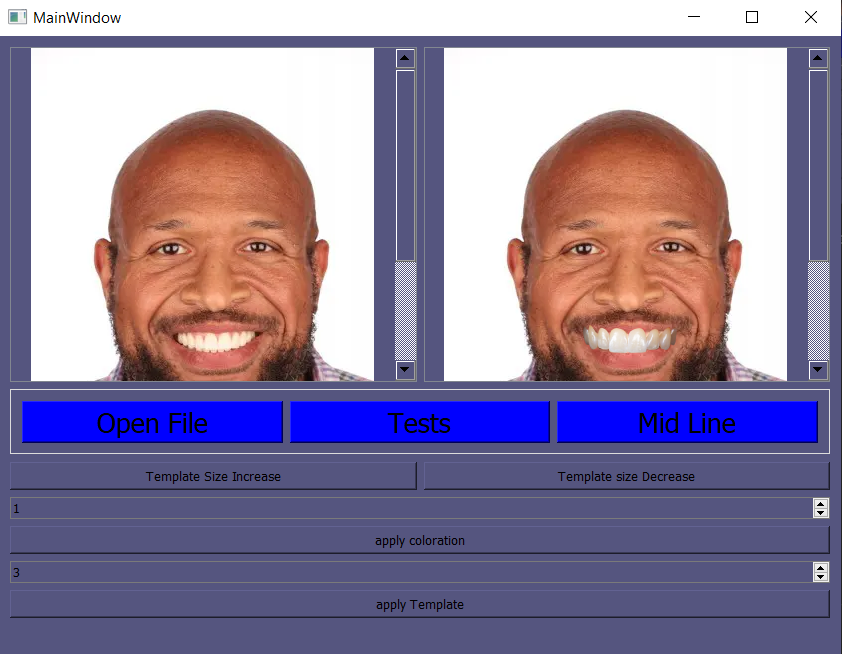 MainWindow
Open File
Tests
Mid Line
Template Size Increase
Template size Decrease
1
apply coloration
3
apply Template